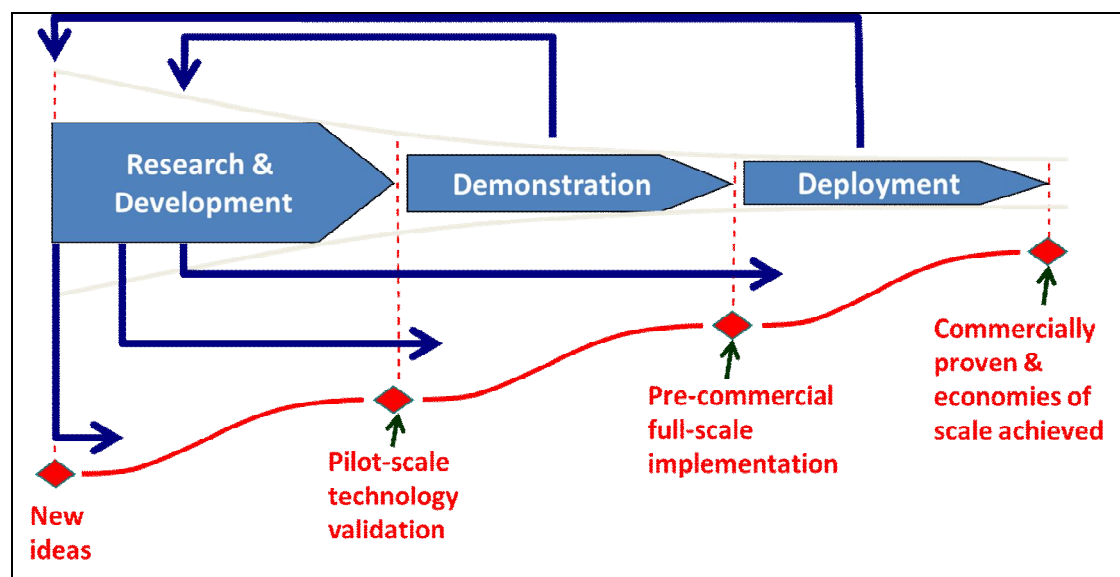 Research &
Development
Demonstration
Deployment
New
ideas
Pilot-scale
technology
validation
Pre-commercial
full-scale
implementation
Commercially
proven &
economies of
scale achieved